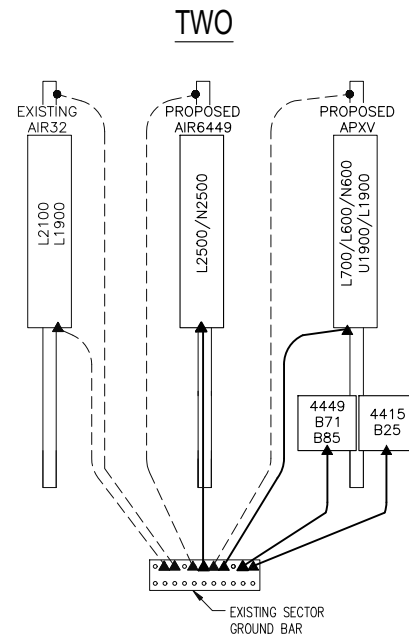 TWO
EXISTING
AIR32
PROPOSED
AIR6449
PROPOSED
APXV
L2100
L1900
L2500/N2500
L700/L600/N600
U1900/L1900
4449
B71
B85
4415
B25
EXISTING SECTOR
GROUND BAR